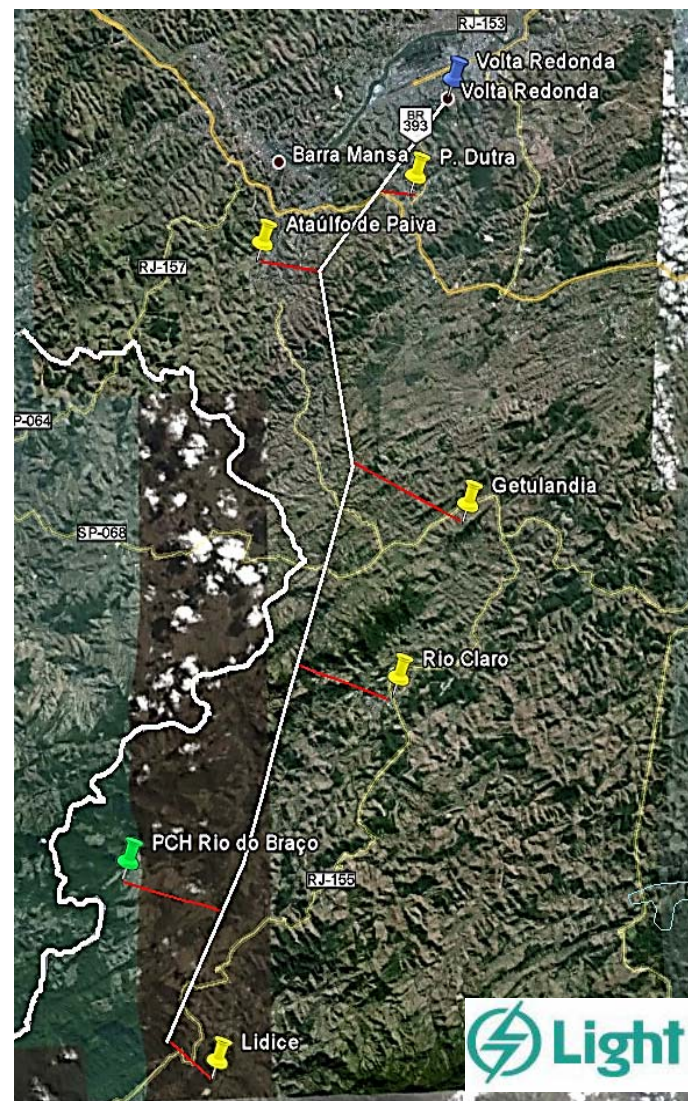 RJ-153
Volta Redonda
Volta Redonda
BR
393
Barra Mansa
P. Dutra
Ataúlfo de Paiva
RJ-157
P-064
Getulandia
SP-068
Rio Claro
PCH Rio do Braço
RJ-155
Lidice
Light